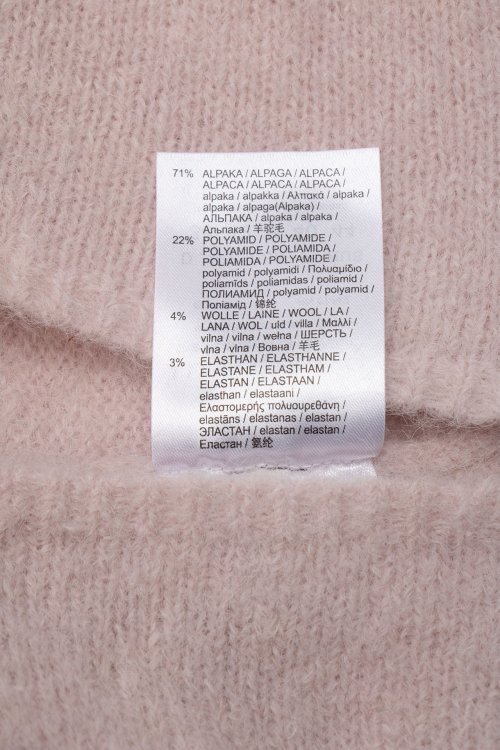 71% ALPAKA / ALPAGA / ALPACA /
ALPACA / ALPACA / ALPACA /
alpaka / alpakka / Αλπακά / alpaka /
alpaka / alpaga(Alpaka) /
АЛЬПАКА / alpaka / alpaka /
Альпака / 羊驼毛
22% POLYAMID / POLYAMIDE /
POLYAMIDE / POLIAMIDA /
POLIAMIDA / POLYAMIDE /
polyamid / polyamidi / Πολυαμίδιο /
poliamīds / poliamidas / poliamid /
ПОЛИАМИД / polyamid / polyamid /
Поліамід / 锦纶
4% WOLLE / LAINE / WOOL / LA /
LANA / WOL / uld / villa / Μαλλί /
vilna / vilna / wełna / ШЕРСТЬ /
vlna / vlna / Вовна / 羊毛
3% ELASTHAN / ELASTHANNE /
ELASTANE / ELASTHAM /
ELASTAN / ELASTAAN /
elasthan / elastaani /
Ελαστομερής πολυουρεθάνη /
elastāns / elastanas / elastan /
ЭЛАСТАН / elastan / elastan /
Еластан / 氨纶